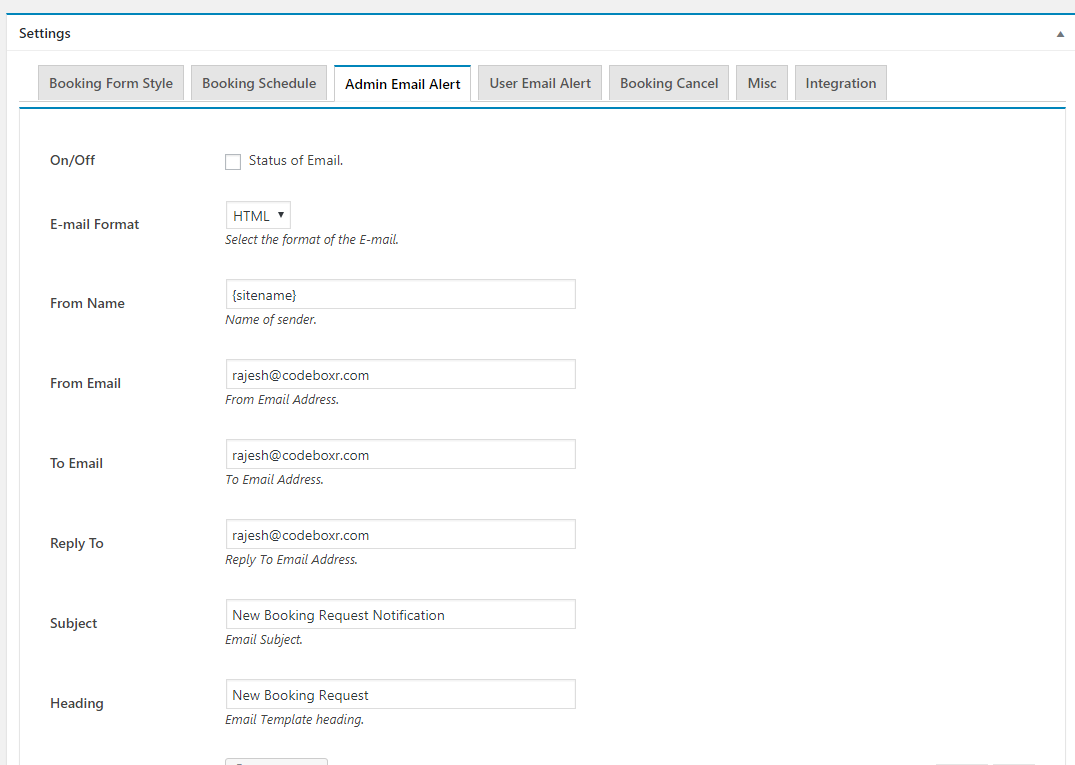 Settings
Booking Form Style Booking Schedule Admin Email Alert User Email Alert Booking Cancel Misc Integration
On/Off Status of Email.
E-mail Format HTML
Select the format of the E-mail.
From Name {sitename}
Name of sender.
From Email rajesh@codeboxr.com
From Email Address.
To Email rajesh@codeboxr.com
To Email Address.
Reply To rajesh@codeboxr.com
Reply To Email Address.
Subject New Booking Request Notification
Email Subject.
Heading New Booking Request
Email Template heading.